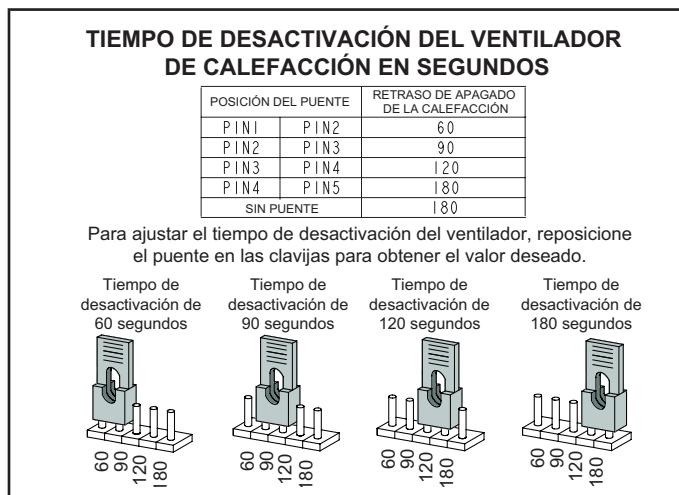 TIEMPO DE DESACTIVACIÓN DEL VENTILADOR
DE CALEFACCIÓN EN SEGUNDOS
POSICIÓN DEL PUENTE
RETRASO DE APAGADO
DE LA CALEFACCIÓN
PIN1 PIN2 60
PIN2 PIN3 90
PIN3 PIN4 120
PIN4 PIN5 180
SIN PUENTE 180
Para ajustar el tiempo de desactivación del ventilador, reposicione
el puente en las clavijas para obtener el valor deseado.
Tiempo de
desactivación de
60 segundos
Tiempo de
desactivación de
90 segundos
Tiempo de
desactivación de
120 segundos
Tiempo de
desactivación de
180 segundos
60
90
120
180
60
90
120
180
60
90
120
180
60
90
120
180